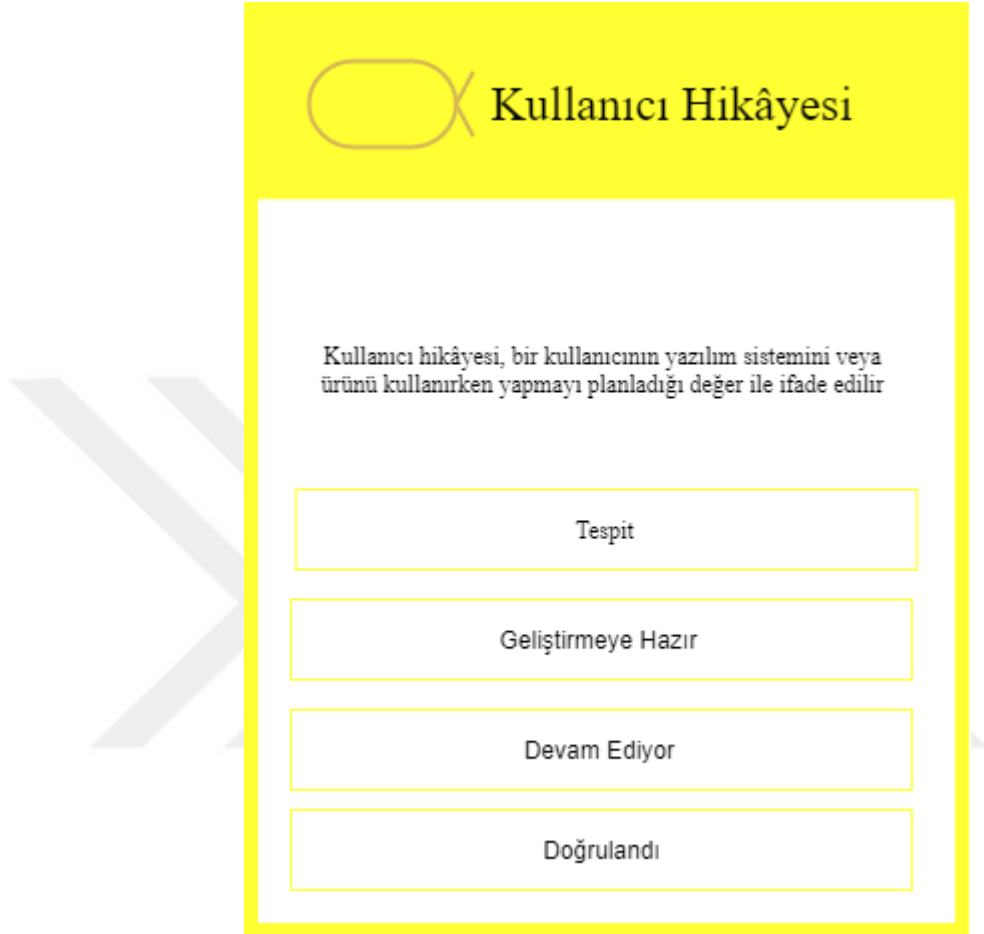 Kullanıcı Hikâyesi
Kullanıcı hikâyesi, bir kullanıcının yazılım sistemini veya
ürünü kullanırken yapmayı planladığı değer ile ifade edilir
Tespit
Geliştirmeye Hazır
Devam Ediyor
Doğrulandı